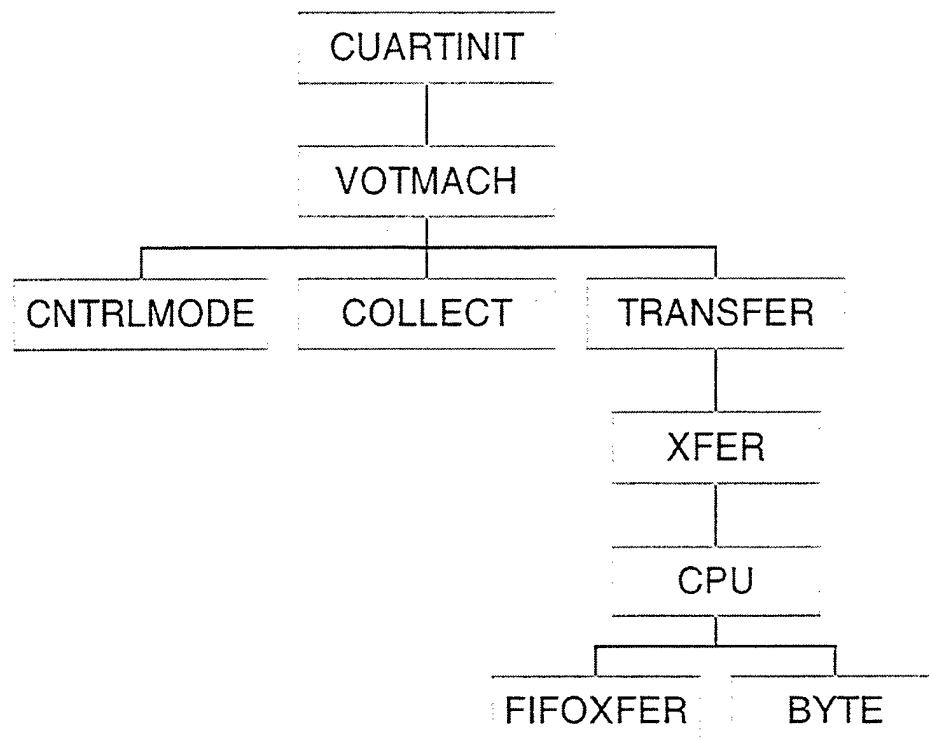 CUARTINIT
VOTMACH
CNTRLMODE COLLECT TRANSFER
XFER
CPU
FIFOXFER BYTE